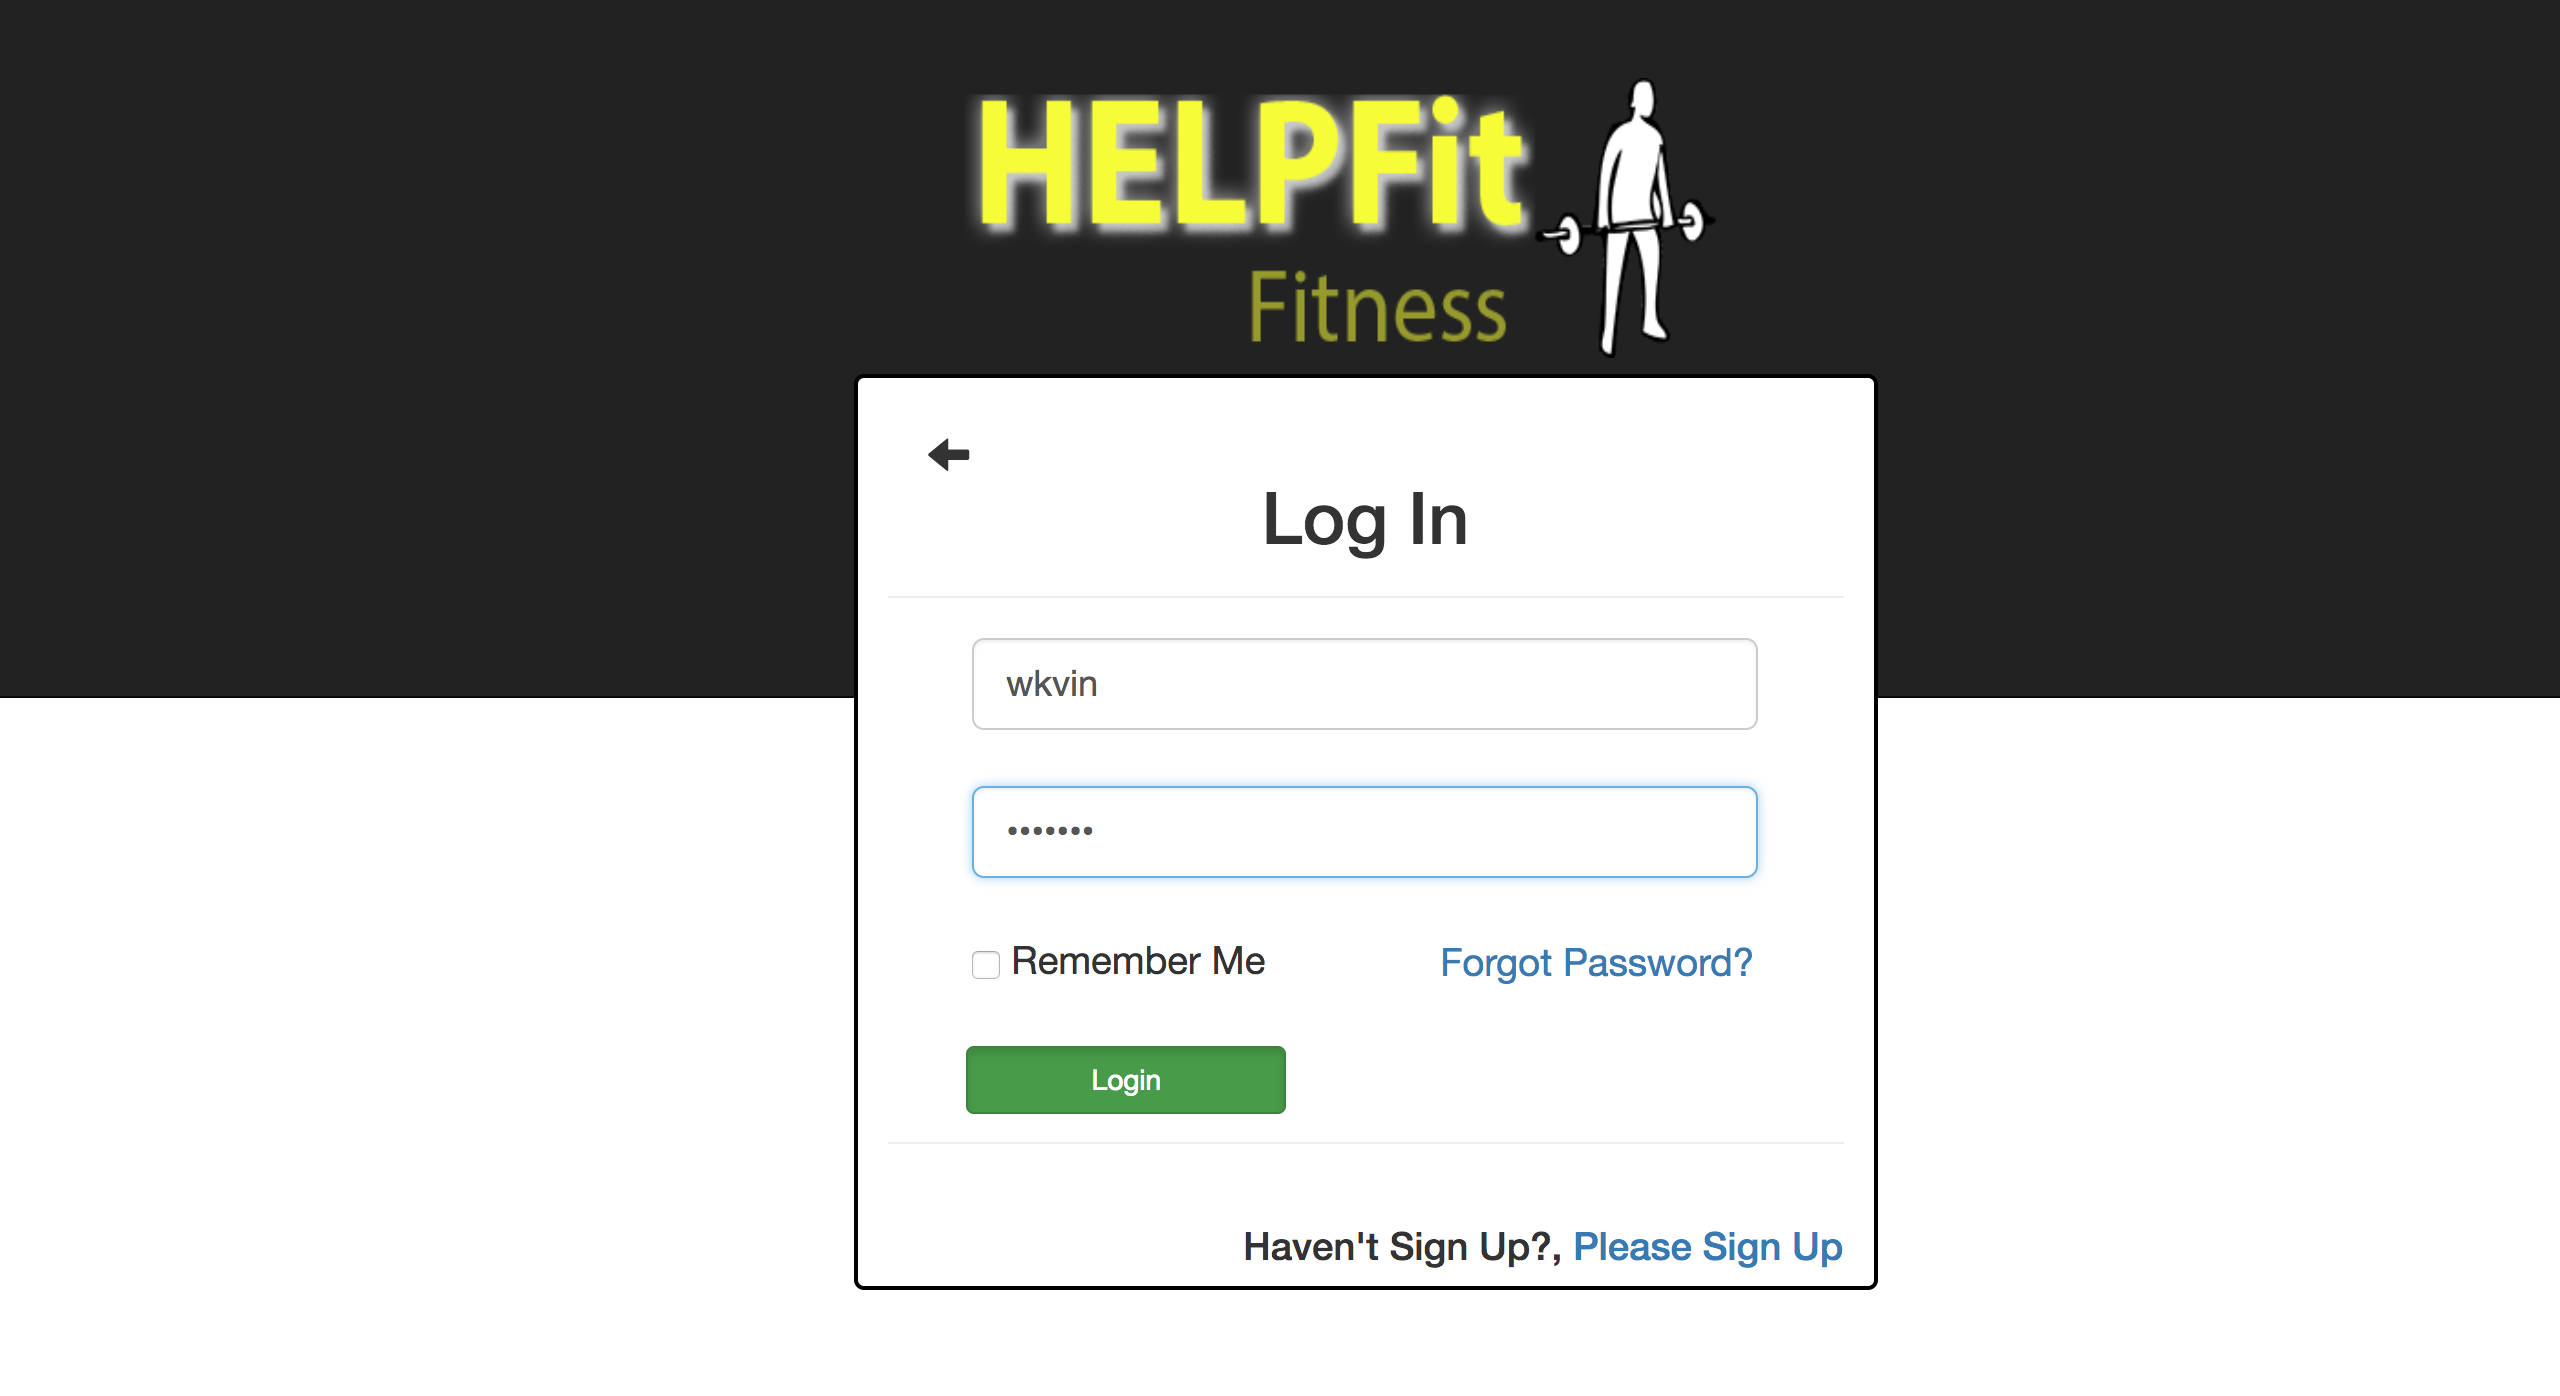 HELPFit
Fitness
Log In
wkvin
•••••••
Remember Me
Forgot Password?
Login
Haven't Sign Up?, Please Sign Up